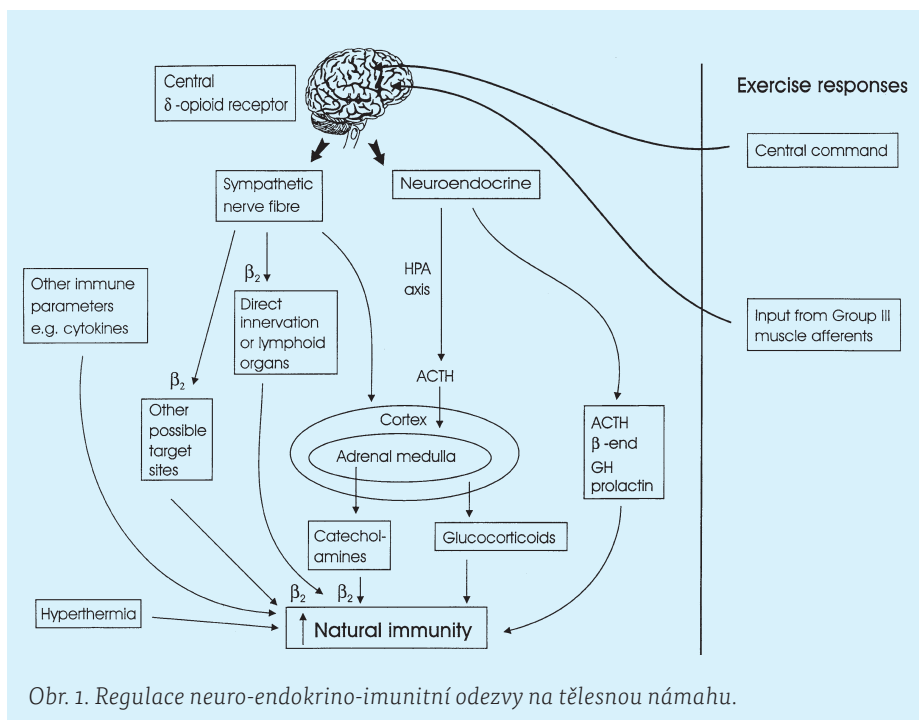 Central
δ -opioid receptor
Exercise responses
Central command
Sympathetic
nerve fibre
Neuroendocrine
β2
HPA
axis
Other immune
parameters
e.g. cytokines
Direct
innervation
or lymphoid
organs
Input from Group III
muscle afferents
β2
ACTH
Other
possible
target
sites
Cortex
Adrenal medulla
ACTH
β -end
GH
prolactin
Catechol-
amines
Glucocorticoids
β2
β2
Hyperthermia
Natural immunity
Obr. 1. Regulace neuro-endokrino-imunitní odezvy na tělesnou námahu.